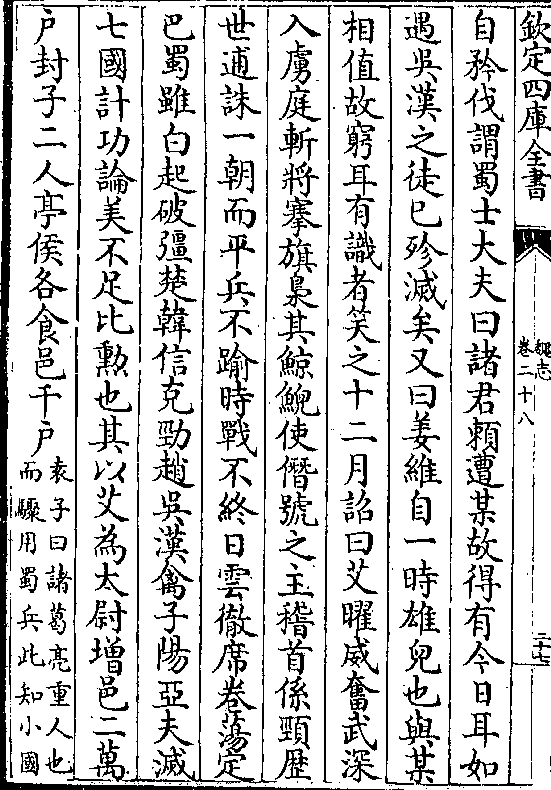 欽定四庫全書
魏志
卷二十八
二十七
自矜伐謂蜀士大夫曰諸君賴遭某故得有今日耳如
遇吳漢之徒已殄滅矣又曰姜維自一時雄兒也與某
相值故窮耳有識者笑之十二月詔曰艾曜威奮武深
入虜庭斬將搴旗梟其鯨鯢使僭號之主稽首係頸歴
世逋誅一朝而平兵不踰時戰不終日雲徹席卷蕩定
巴蜀雖白起破彊楚韓信克勁趙吳漢禽子陽亞夫滅
七國計功論美不足比勲也其以艾為太尉增邑二萬
户封子二人亭侯各食邑千户
袁子曰諸葛亮重人也
而驟用蜀兵此知小國